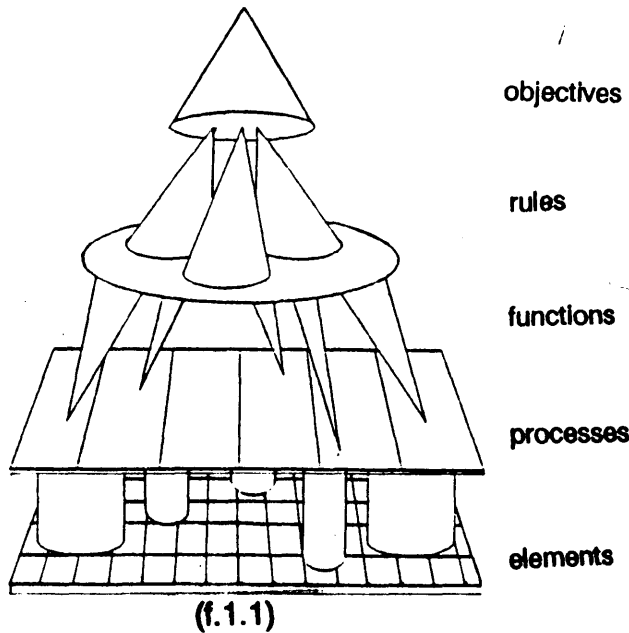 objectives
rules
functions
processes
elements
(f.1.1)